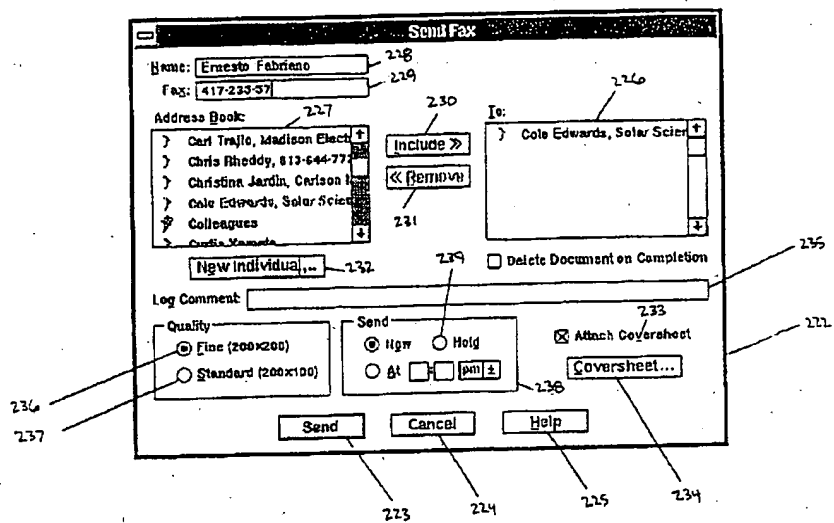 Send Fax
Name: Ernesto Fabriano 228
Fax: 417-233-57 229
Address Book: 227
230
To: 226
Carl Trajlo, Madison Elect
Chris Rheddy, 813-644-77
Christina Jardin, Carlson
Cole Edwards, Solar Scien
Colleagues
Include >>
<< Remove
231
Cole Edwards, Solar Scien
New Individual... 232
239
Delete Document on Completion
235
Log Comment:
233
Quality
Fine (200x200)
Standard (200x100)
236
237
Send
Now Hold
At : pm ±
238
Attach Coversheet
222
Coversheet...
Send Cancel Help
223 224 225 234